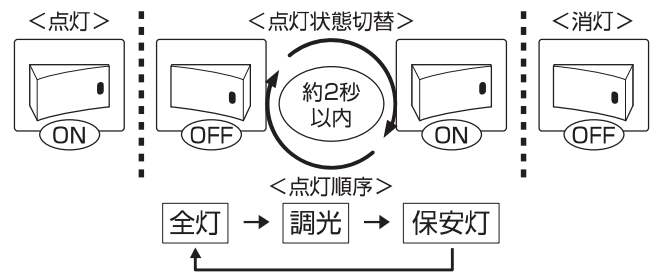 ＜点灯＞
＜点灯状態切替＞
＜消灯＞
ON
OFF
約2秒
以内
ON
OFF
＜点灯順序＞
全灯 → 調光 → 保安灯